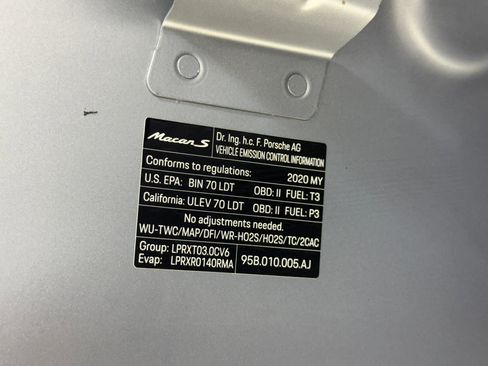 Macan S
Dr. Ing. h.c. F. Porsche AG
VEHICLE EMISSION CONTROL INFORMATION
Conforms to regulations: 2020 MY
U.S. EPA: BIN 70 LDT OBD: II FUEL: T3
California: ULEV 70 LDT OBD: II FUEL: P3
No adjustments needed.
WU-TWC/MAP/DFI/WR-HO2S/HO2S/TC/2CAC
Group: LPRXT03.0CV6
Evap: LPRXR0140RMA
95B.010.005.AJ